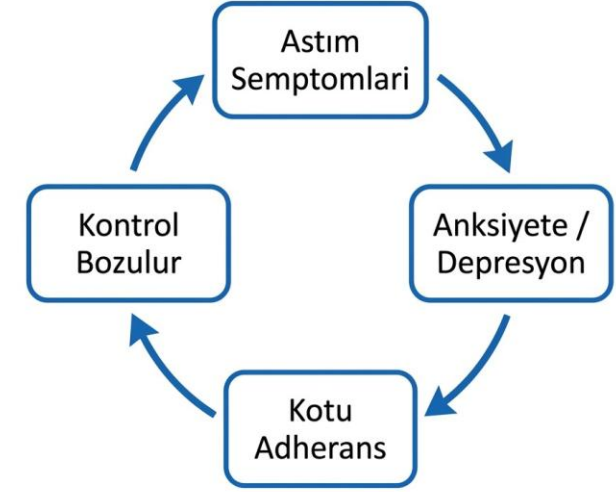 Astım
Semptomlari
Anksiyete /
Depresyon
Kotu
Adherans
Kontrol
Bozulur